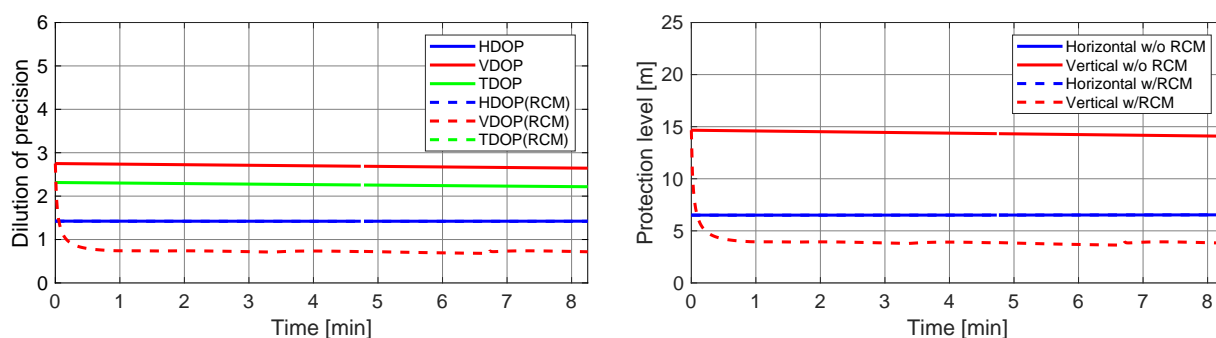 Dilution of precision
6
5
4
3
2
1
0
0 1 2 3 4 5 6 7 8
Time [min]
HDOP
VDOP
TDOP
HDOP(RCM)
VDOP(RCM)
TDOP(RCM)
Protection level [m]
25
20
15
10
5
0
0 1 2 3 4 5 6 7 8
Time [min]
Horizontal w/o RCM
Vertical w/o RCM
Horizontal w/RCM
Vertical w/RCM